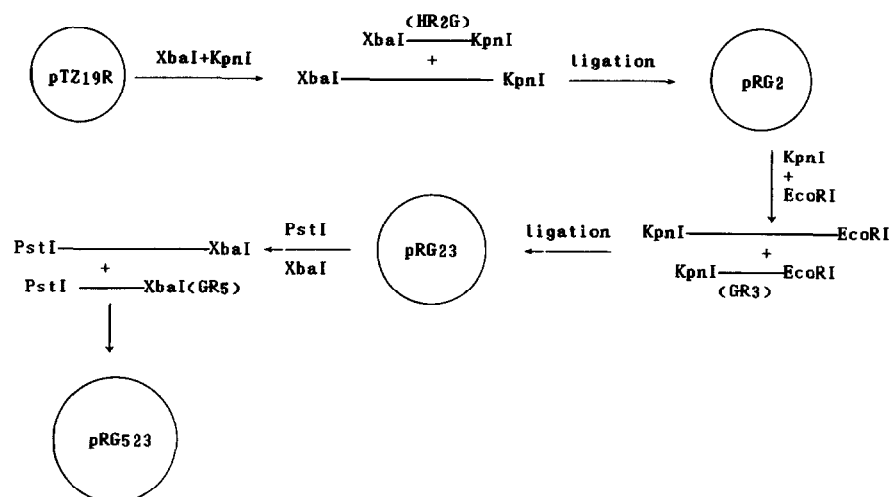 (HR2G)
XbaI KpnI
pTZ19R
XbaI+KpnI
+
XbaI KpnI
ligation
pRG2
KpnI
+
EcoRI
KpnI EcoRI
+
KpnI EcoRI
(GR3)
ligation
pRG23
PstI
XbaI
PstI XbaI
+
PstI XbaI(GR5)
pRG523